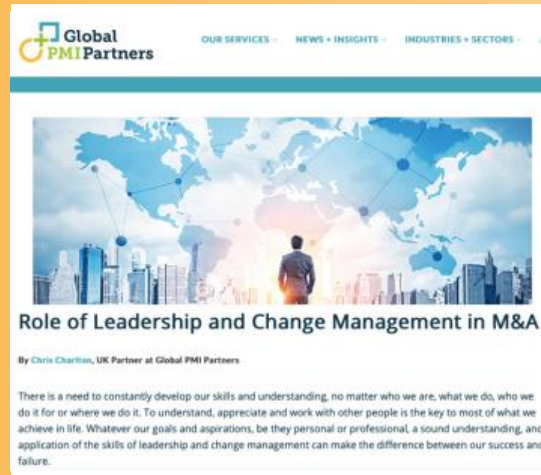 Global
PMI Partners
OUR SERVICES
NEWS + INSIGHTS
INDUSTRIES + SECTORS
Role of Leadership and Change Management in M&A
By Chris Charlton, UK Partner at Global PMI Partners
There is a need to constantly develop our skills and understanding, no matter who we are, what we do, who we
do it for or where we do it. To understand, appreciate and work with other people is the key to most of what we
achieve in life. Whatever our goals and aspirations, be they personal or professional, a sound understanding, and
application of the skills of leadership and change management can make the difference between our success and
failure.